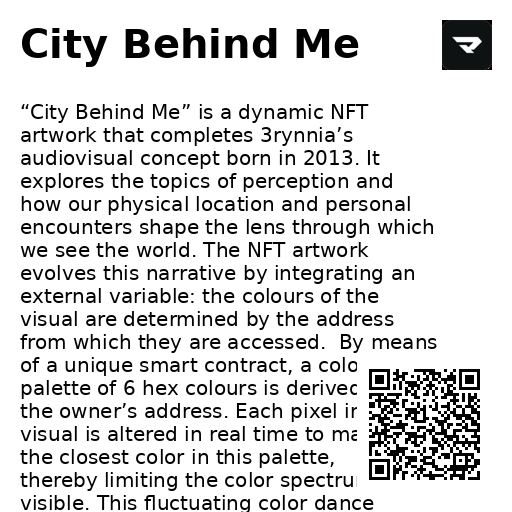 City Behind Me
“City Behind Me” is a dynamic NFT
artwork that completes 3rynnia’s
audiovisual concept born in 2013. It
explores the topics of perception and
how our physical location and personal
encounters shape the lens through which
we see the world. The NFT artwork
evolves this narrative by integrating an
external variable: the colours of the
visual are determined by the address
from which they are accessed.  By means
of a unique smart contract, a colo
palette of 6 hex colours is derived
the owner’s address. Each pixel in
visual is altered in real time to ma
the closest color in this palette,
thereby limiting the color spectru
visible. This fluctuating color dance